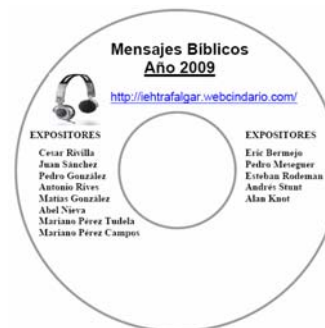 Mensajes Bíblicos
Año 2009
http://iehtrafalgar.webcindario.com/
EXPOSITORES
Cesar Rivilla
Juan Sánchez
Pedro González
Antonio Rives
Matías González
Abel Nieva
Mariano Pérez Tudela
Mariano Pérez Campos
EXPOSITORES
Eric Bermejo
Pedro Meseguer
Esteban Rodeman
Andrés Stunt
Alan Knot